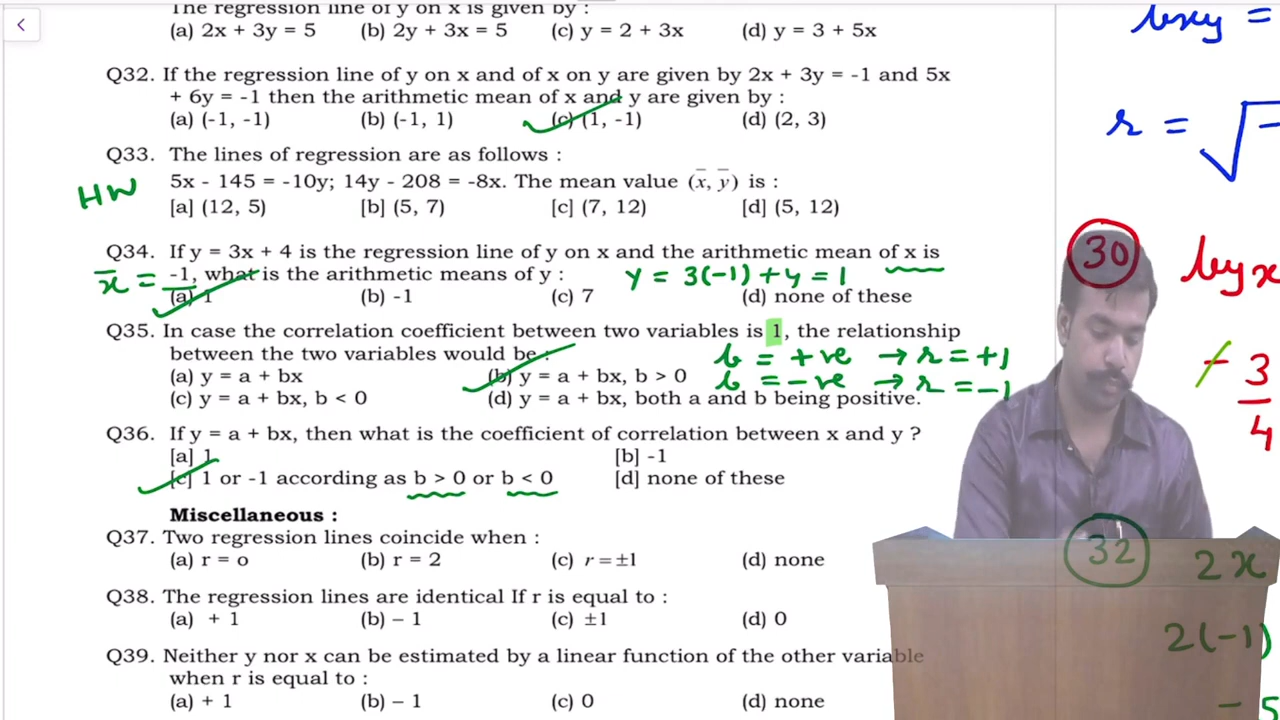 The regression line of y on x is given by :
(a) 2x + 3y = 5 (b) 2y + 3x = 5 (c) y = 2 + 3x (d) y = 3 + 5x
Q32. If the regression line of y on x and of x on y are given by 2x + 3y = -1 and 5x
+ 6y = -1 then the arithmetic mean of x and y are given by :
(a) (-1, -1) (b) (-1, 1) (c) (1, -1) (d) (2, 3)
Q33. The lines of regression are as follows :
HW 5x - 145 = -10y; 14y - 208 = -8x. The mean value (x̄, ȳ) is :
[a] (12, 5) [b] (5, 7) [c] (7, 12) [d] (5, 12)
Q34. If y = 3x + 4 is the regression line of y on x and the arithmetic mean of x is
x̄ = -1, what is the arithmetic means of y : y = 3(-1) + 4 = 1
(a) 1 (b) -1 (c) 7 (d) none of these
Q35. In case the correlation coefficient between two variables is 1, the relationship
between the two variables would be : b = +ve → r = +1
(a) y = a + bx (b) y = a + bx, b > 0 b = -ve → r = -1
(c) y = a + bx, b < 0 (d) y = a + bx, both a and b being positive.
Q36. If y = a + bx, then what is the coefficient of correlation between x and y ?
[a] 1 [b] -1
[c] 1 or -1 according as b > 0 or b < 0 [d] none of these
Miscellaneous :
Q37. Two regression lines coincide when :
(a) r = o (b) r = 2 (c) r = ±1 (d) none
Q38. The regression lines are identical If r is equal to :
(a) + 1 (b) – 1 (c) ±1 (d) 0
Q39. Neither y nor x can be estimated by a linear function of the other variable
when r is equal to :
(a) + 1 (b) – 1 (c) 0 (d) none
bxy =
r = √-
30
byx
- 3
4
32
2x
2(-1)
- 5